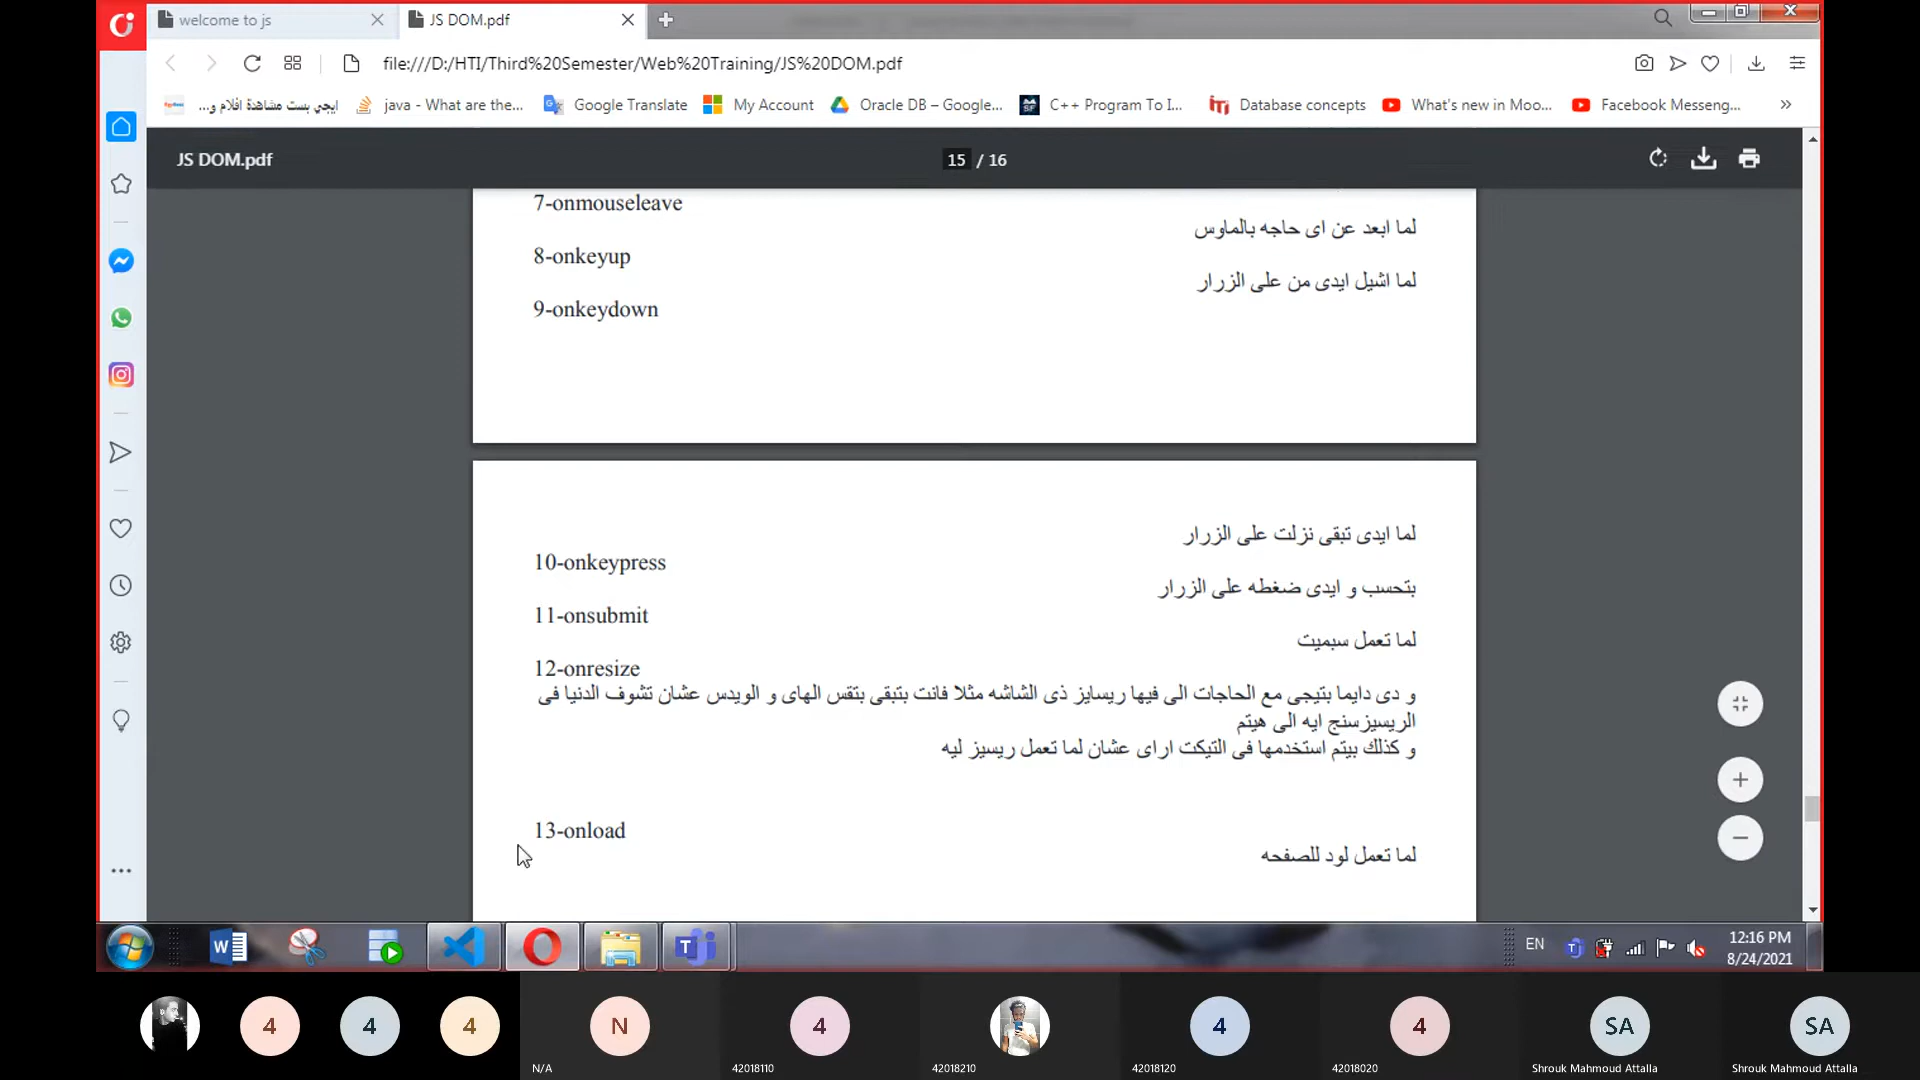 welcome to js
JS DOM.pdf
file:///D:/HTI/Third%20Semester/Web%20Training/JS%20DOM.pdf
ايجي بست مشاهدة افلام و...
java - What are the...
Google Translate
My Account
Oracle DB – Google...
C++ Program To I...
Database concepts
What's new in Moo...
Facebook Messeng...
JS DOM.pdf
15 / 16
7-onmouseleave
لما ابعد عن اى حاجه بالماوس
8-onkeyup
لما اشيل ايدى من على الزرار
9-onkeydown
لما ايدى تبقى نزلت على الزرار
10-onkeypress
بتحسب و ايدى ضغطه على الزرار
11-onsubmit
لما تعمل سبميت
12-onresize
و دى دايما بتيجى مع الحاجات الى فيها ريسايز ذى الشاشه مثلا فانت بتبقى بتقس الهاى و الويدس عشان تشوف الدنيا فى
الريسيزسنج ايه الى هيتم
و كذلك بيتم استخدمها فى التيكت اراى عشان لما تعمل ريسيز ليه
13-onload
لما تعمل لود للصفحه
EN
12:16 PM
8/24/2021
4
4
4
N
4
4
4
SA
SA
N/A
42018110
42018210
42018120
42018020
Shrouk Mahmoud Attalla
Shrouk Mahmoud Attalla